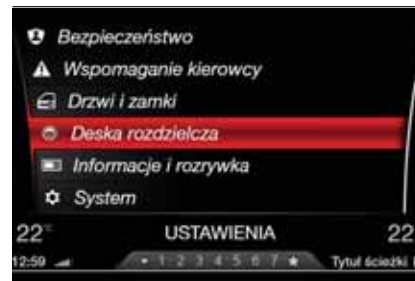 Bezpieczeństwo
Wspomaganie kierowcy
Drzwi i zamki
Deska rozdzielcza
Informacje i rozrywka
System
22° USTAWIENIA 22
12:59 1 2 3 4 5 6 7 Tytuł ścieżki